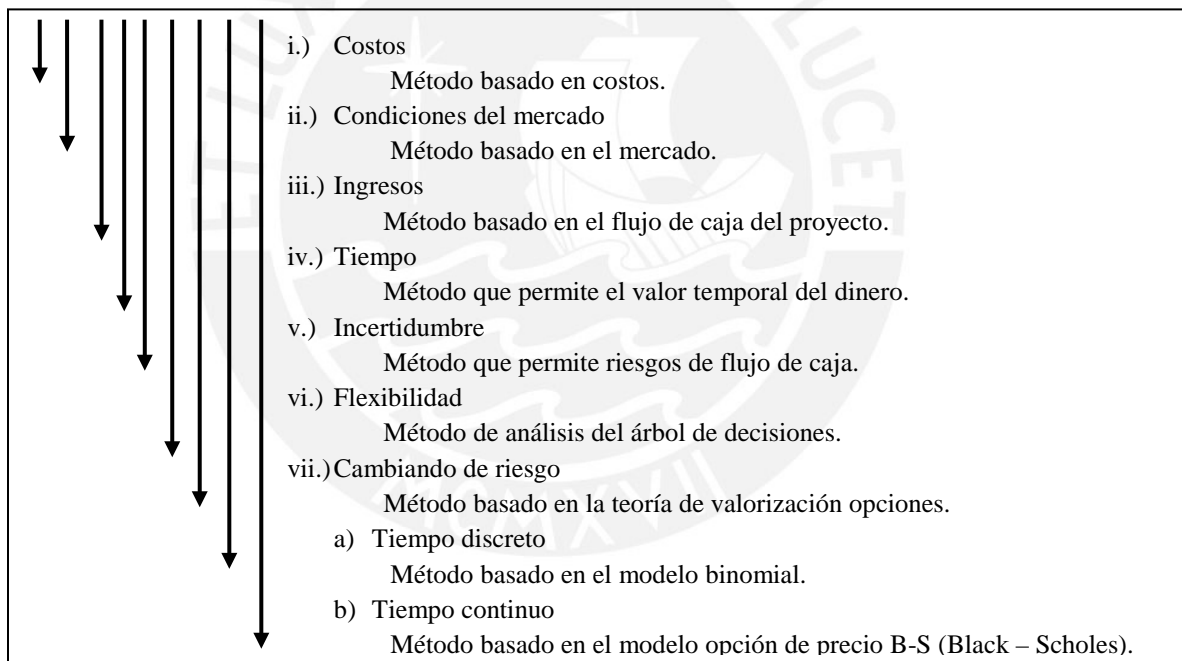 i.) Costos
Método basado en costos.
ii.) Condiciones del mercado
Método basado en el mercado.
iii.) Ingresos
Método basado en el flujo de caja del proyecto.
iv.) Tiempo
Método que permite el valor temporal del dinero.
v.) Incertidumbre
Método que permite riesgos de flujo de caja.
vi.) Flexibilidad
Método de análisis del árbol de decisiones.
vii.) Cambiando de riesgo
Método basado en la teoría de valorización opciones.
a) Tiempo discreto
Método basado en el modelo binomial.
b) Tiempo continuo
Método basado en el modelo opción de precio B-S (Black – Scholes).
ET LUX
LUCET
MCMXVII